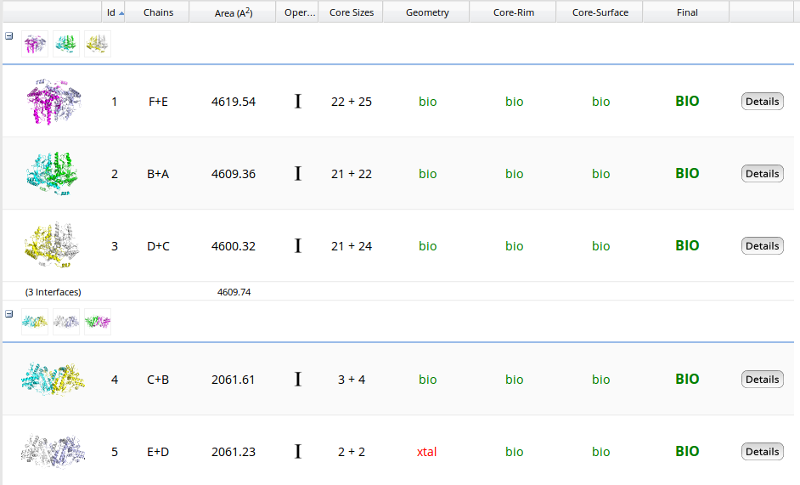 Id Chains Area (Å2) Oper... Core Sizes Geometry Core-Rim Core-Surface Final
1 F+E 4619.54 I 22 + 25 bio bio bio BIO Details
2 B+A 4609.36 I 21 + 22 bio bio bio BIO Details
3 D+C 4600.32 I 21 + 24 bio bio bio BIO Details
(3 Interfaces) 4609.74
4 C+B 2061.61 I 3 + 4 bio bio bio BIO Details
5 E+D 2061.23 I 2 + 2 xtal bio bio BIO Details